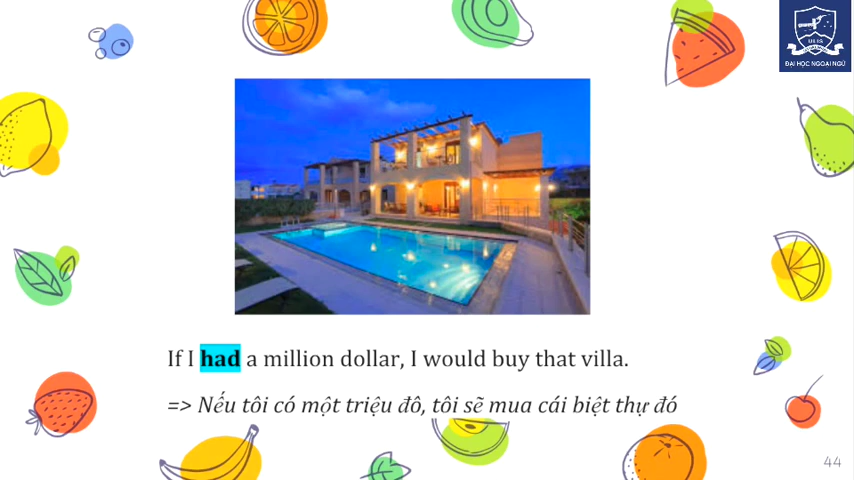 ULIS
ĐẠI HỌC NGOẠI NGỮ
If I had a million dollar, I would buy that villa.
=> Nếu tôi có một triệu đô, tôi sẽ mua cái biệt thự đó
44